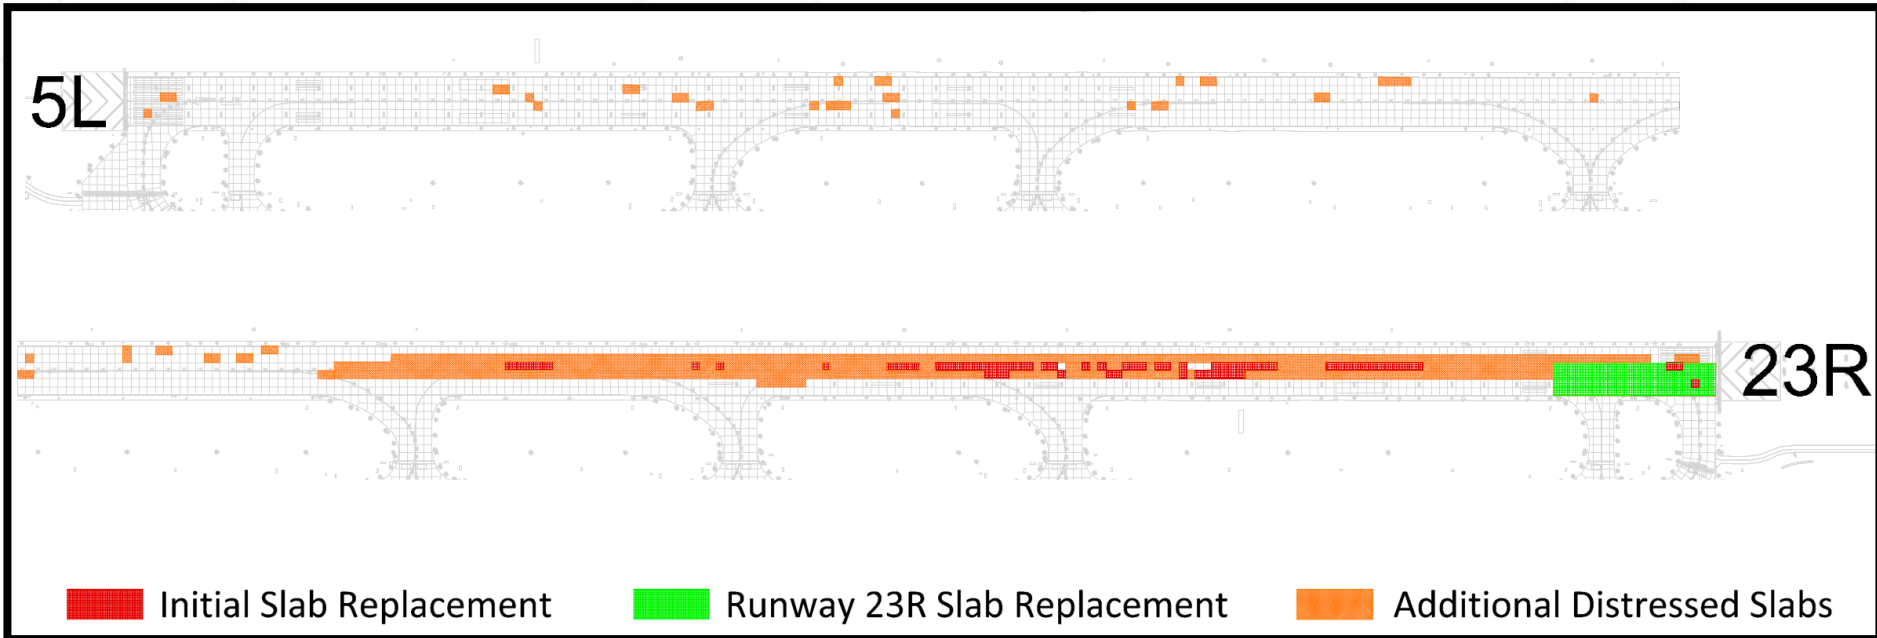 5L
23R
Initial Slab Replacement
Runway 23R Slab Replacement
Additional Distressed Slabs